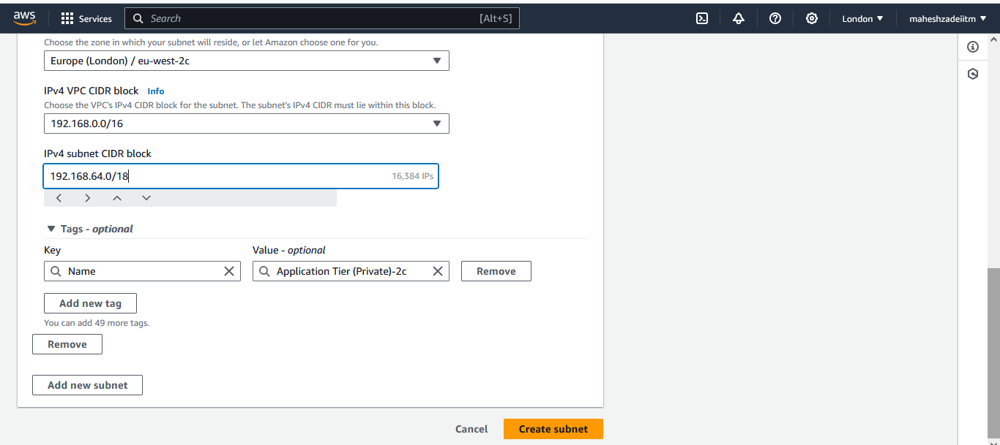 aws
Services
Search
[Alt+S]
London
maheshzadeiitm
Choose the zone in which your subnet will reside, or let Amazon choose one for you.
Europe (London) / eu-west-2c
IPv4 VPC CIDR block Info
Choose the VPC's IPv4 CIDR block for the subnet. The subnet's IPv4 CIDR must lie within this block.
192.168.0.0/16
IPv4 subnet CIDR block
192.168.64.0/18 16,384 IPs
Tags - optional
Key Value - optional
Name Application Tier (Private)-2c Remove
Add new tag
You can add 49 more tags.
Remove
Add new subnet
Cancel Create subnet